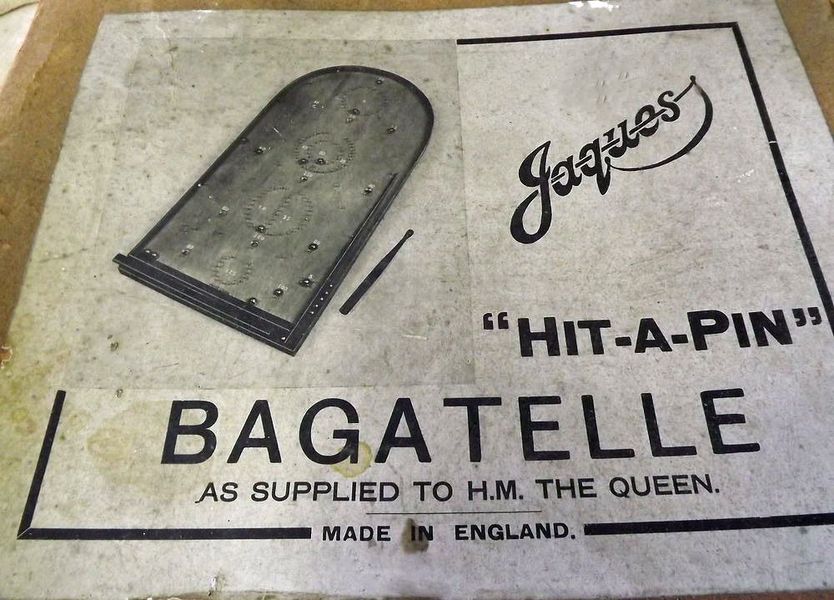 Jaques
"HIT-A-PIN"
BAGATELLE
AS SUPPLIED TO H.M. THE QUEEN.
MADE IN ENGLAND.